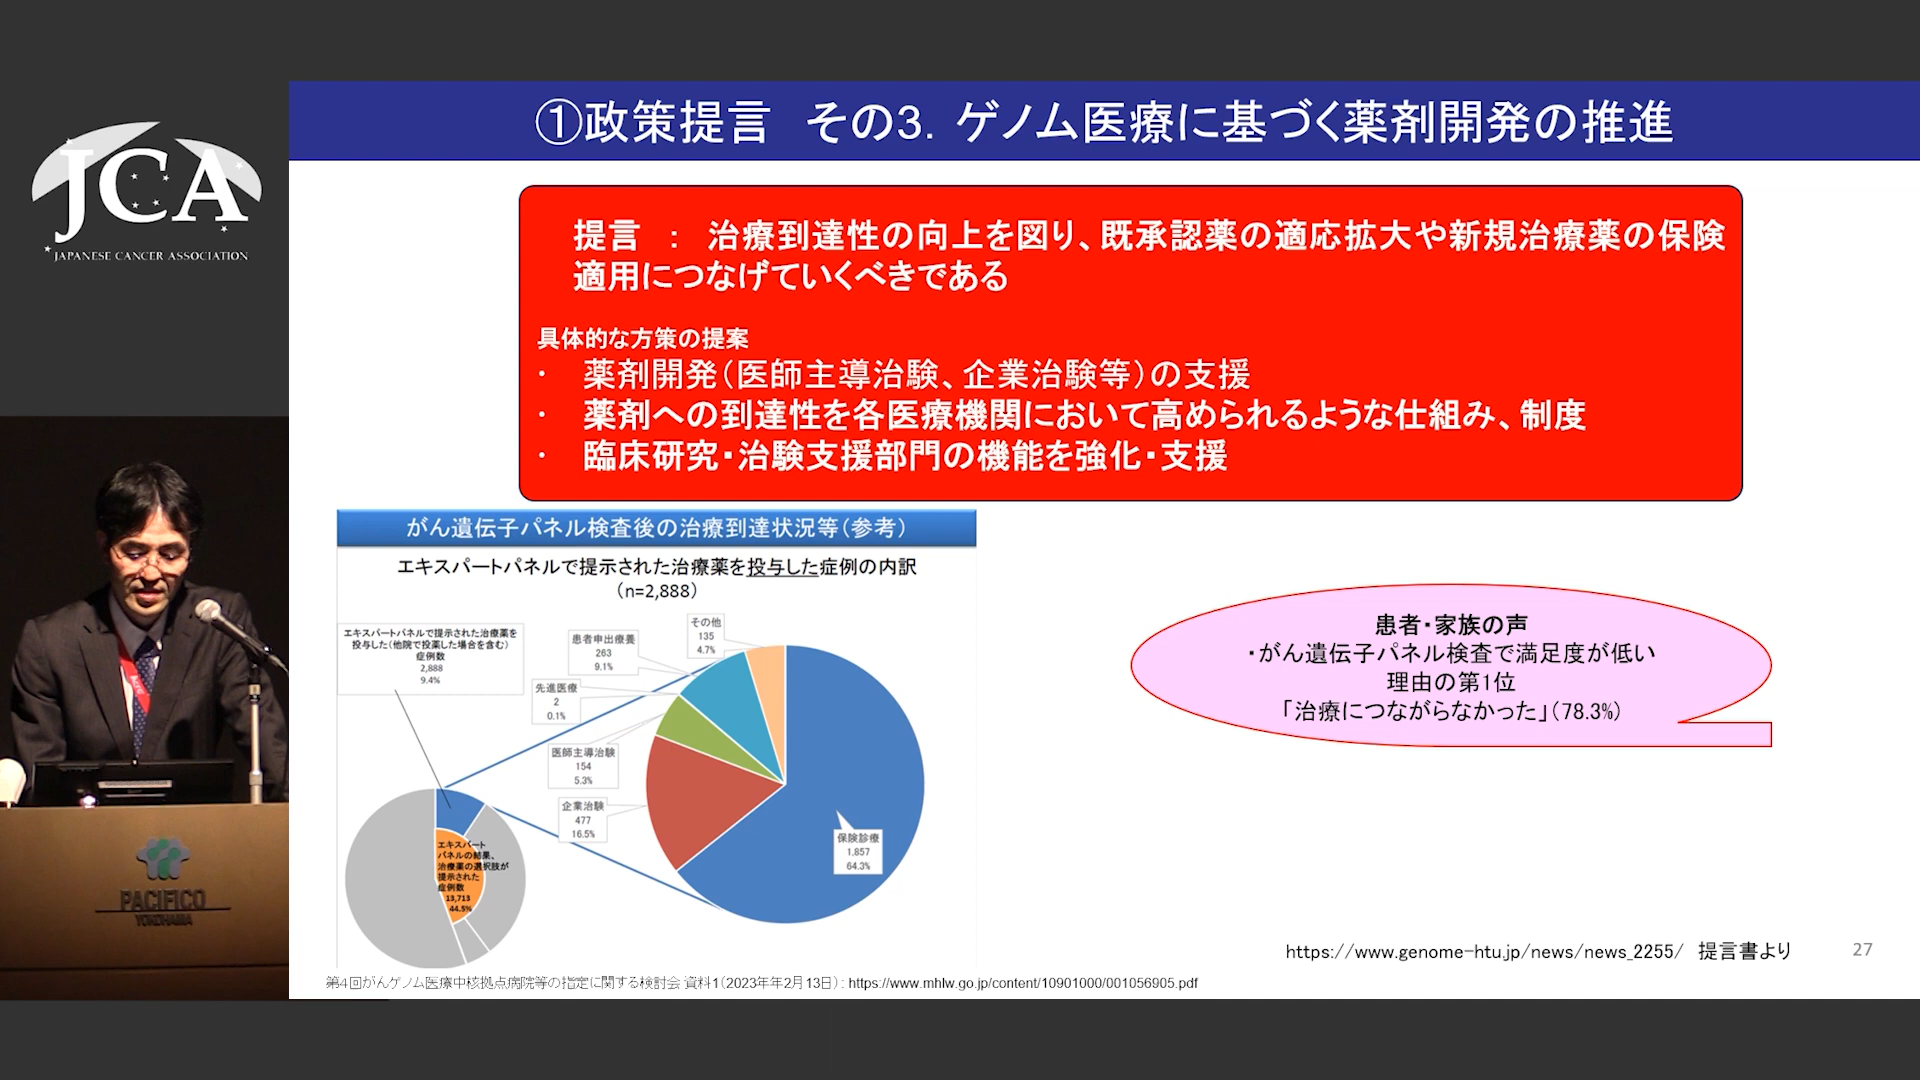 JCA
JAPANESE CANCER ASSOCIATION
①政策提言　その3．ゲノム医療に基づく薬剤開発の推進
提言　：　治療到達性の向上を図り、既承認薬の適応拡大や新規治療薬の保険
適用につなげていくべきである
具体的な方策の提案
・ 薬剤開発（医師主導治験、企業治験等）の支援
・ 薬剤への到達性を各医療機関において高められるような仕組み、制度
・ 臨床研究・治験支援部門の機能を強化・支援
がん遺伝子パネル検査後の治療到達状況等（参考）
エキスパートパネルで提示された治療薬を投与した症例の内訳
（n=2,888）
エキスパートパネルで提示された治療薬を
投与した（他院で投薬した場合を含む）
症例数
2,888
9.4%
その他
135
4.7%
患者申出療養
263
9.1%
先進医療
2
0.1%
医師主導治験
154
5.3%
企業治験
477
16.5%
保険診療
1,857
64.3%
エキスパート
パネルの結果、
治療薬の選択肢が
提示された
症例数
13,713
44.5%
患者・家族の声
・がん遺伝子パネル検査で満足度が低い
理由の第1位
「治療につながらなかった」（78.3%）
https://www.genome-htu.jp/news/news_2255/　提言書より
27
第4回がんゲノム医療中核拠点病院等の指定に関する検討会 資料1（2023年年2月13日）: https://www.mhlw.go.jp/content/10901000/001056905.pdf
PACIFICO
YOKOHAMA